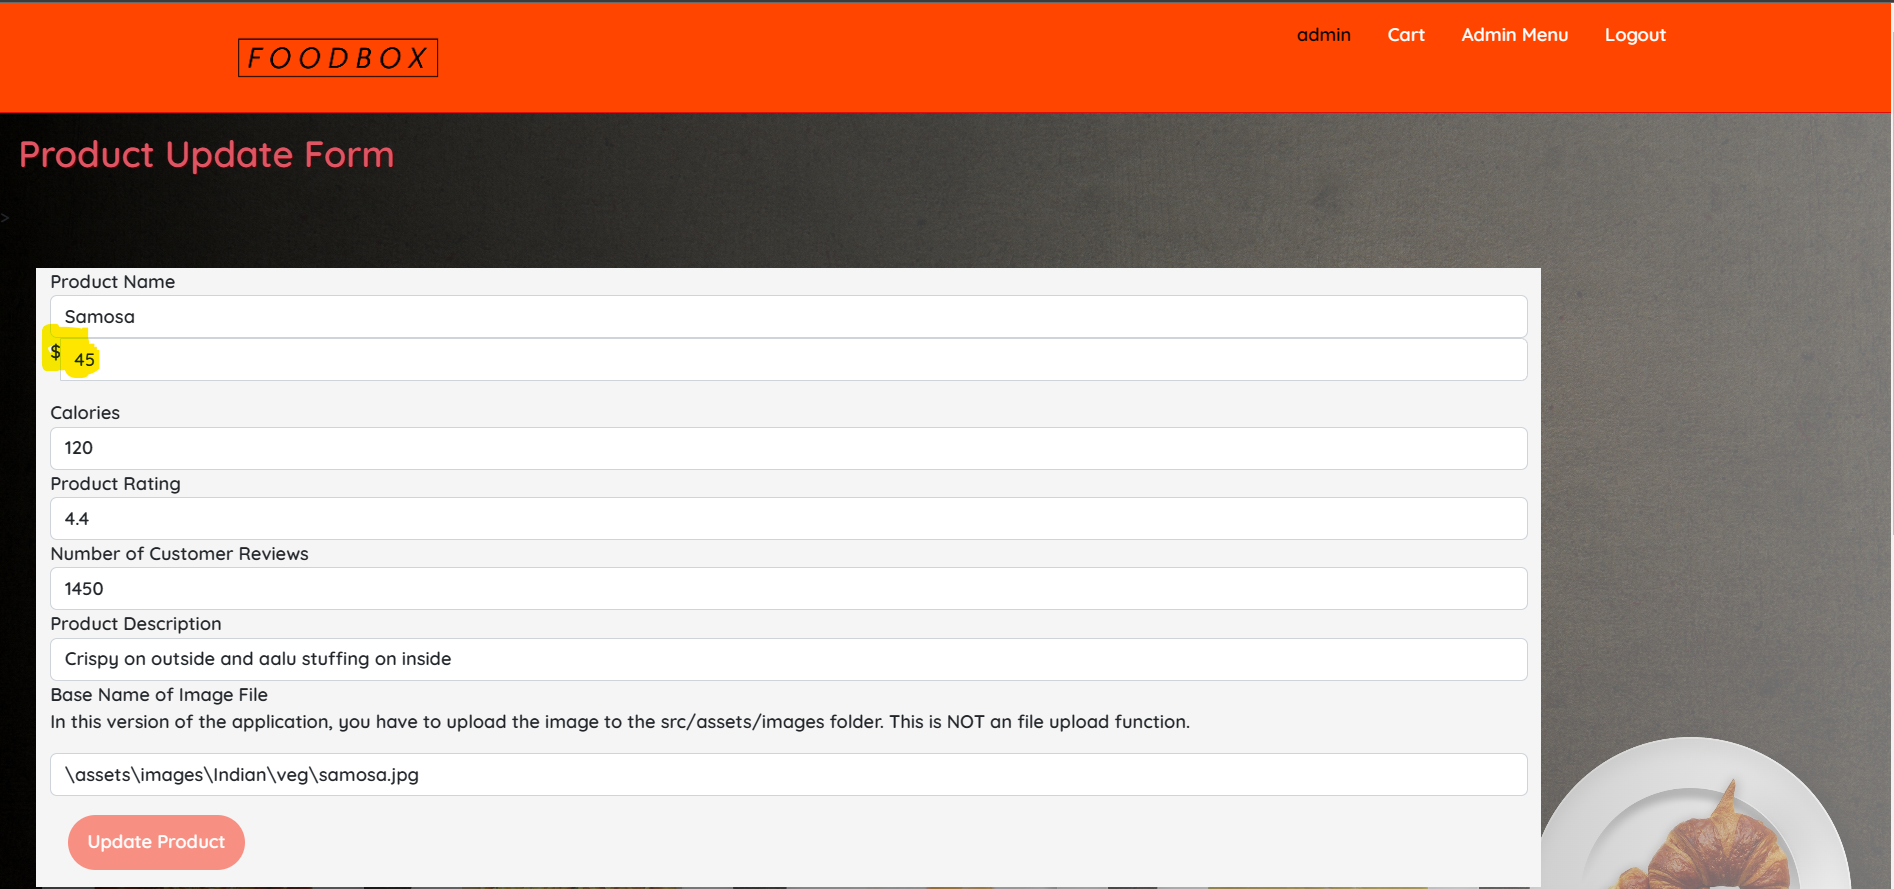 FOODBOX
admin Cart Admin Menu Logout
Product Update Form
>
Product Name
Samosa
$ 45
Calories
120
Product Rating
4.4
Number of Customer Reviews
1450
Product Description
Crispy on outside and aalu stuffing on inside
Base Name of Image File
In this version of the application, you have to upload the image to the src/assets/images folder. This is NOT an file upload function.
\assets\images\Indian\veg\samosa.jpg
Update Product